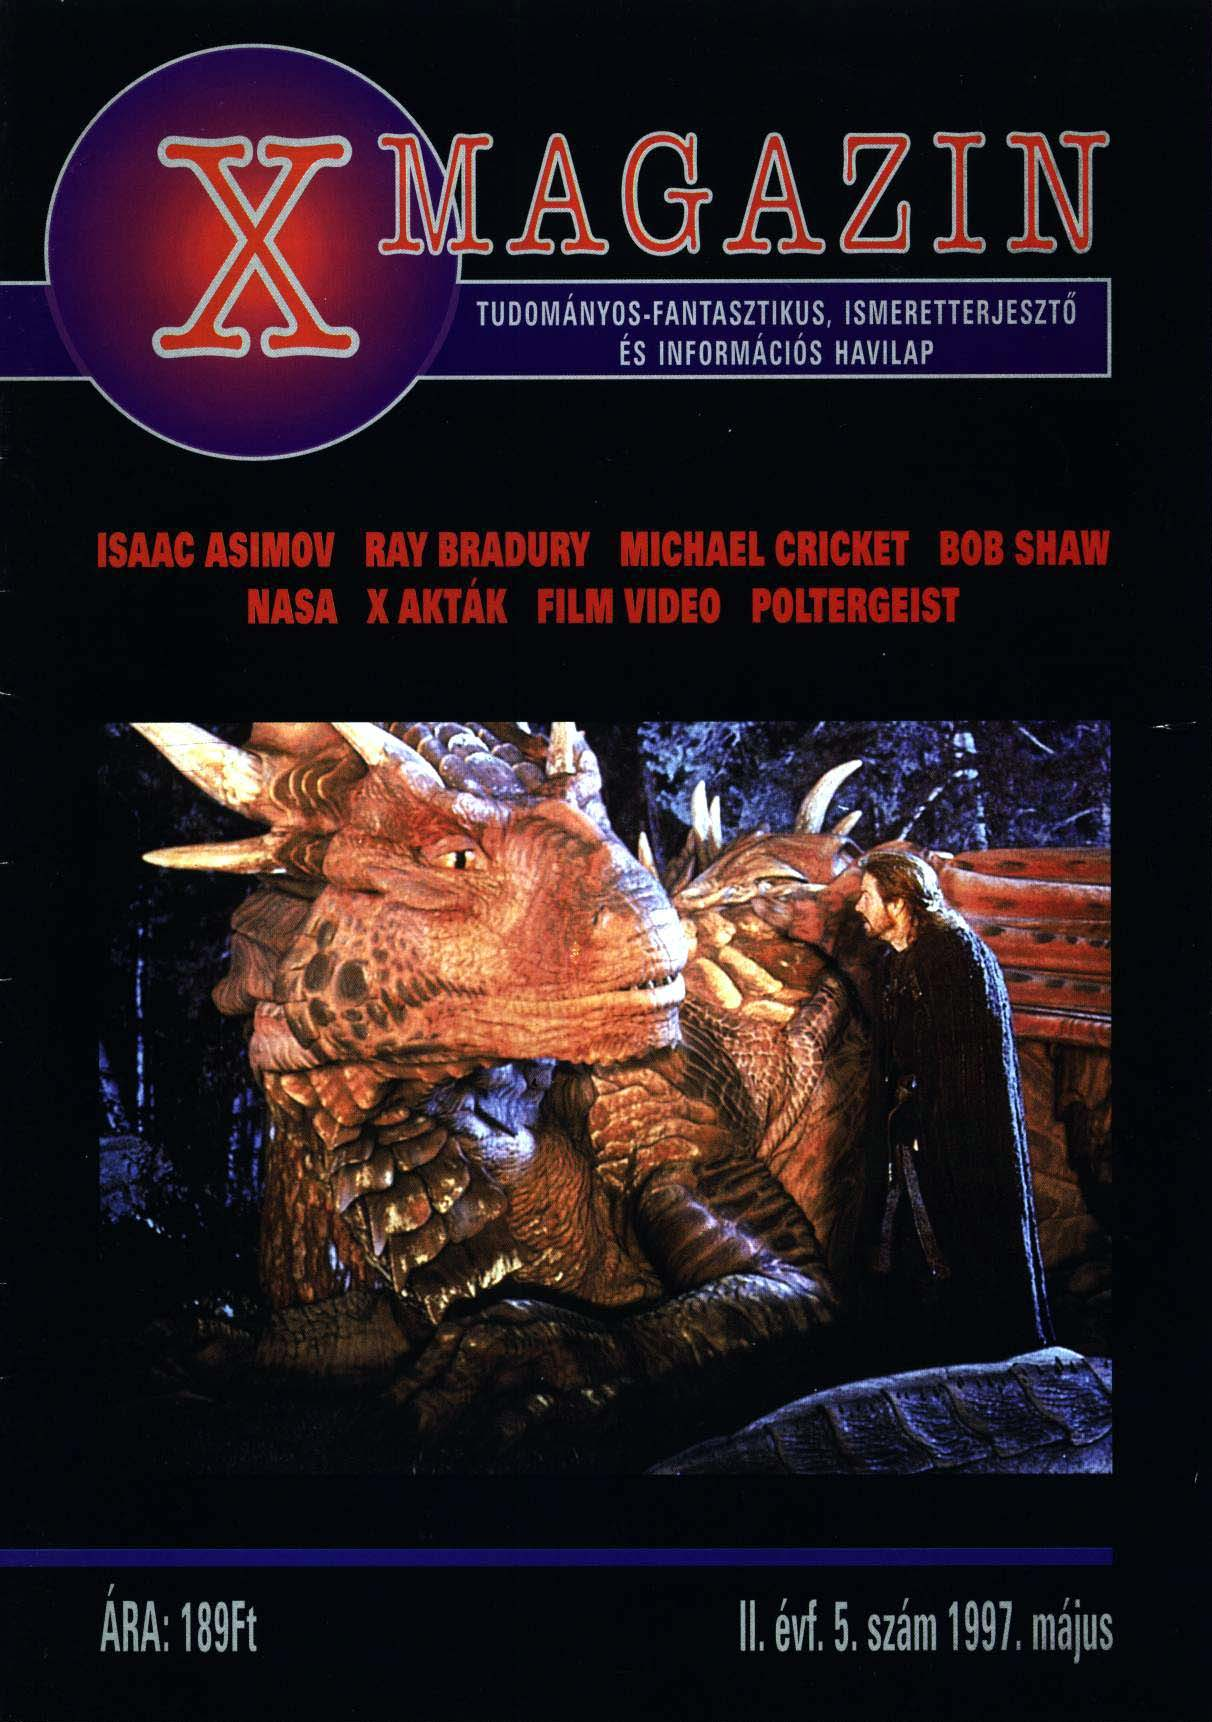 X MAGAZIN
TUDOMÁNYOS-FANTASZTIKUS, ISMERETTERJESZTŐ
ÉS INFORMÁCIÓS HAVILAP
ISAAC ASIMOV RAY BRADURY MICHAEL CRICKET BOB SHAW
NASA X AKTÁK FILM VIDEO POLTERGEIST
ÁRA: 189Ft
II. évf. 5. szám 1997. május